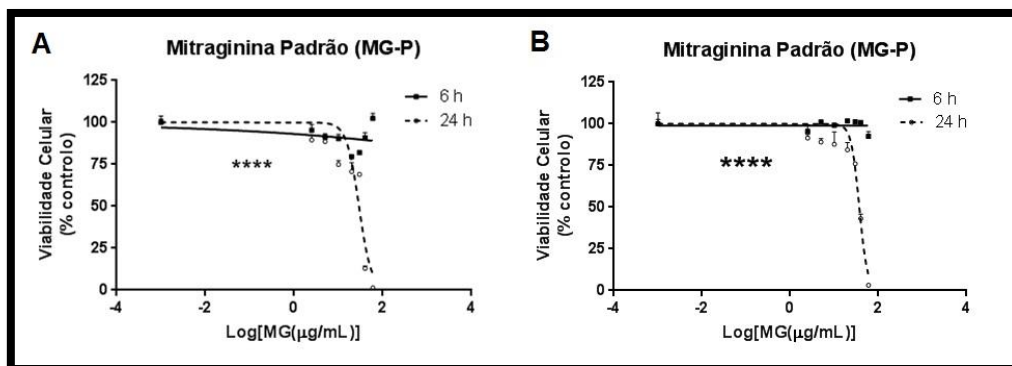 A
Mitraginina Padrão (MG-P)
Viabilidade Celular
(% controlo)
125
100
75
50
25
0
-4
-2
0
2
4
Log[MG(μg/mL)]
6 h
24 h
****
B
Mitraginina Padrão (MG-P)
Viabilidade Celular
(% controlo)
125
100
75
50
25
0
-4
-2
0
2
4
Log[MG(μg/mL)]
6 h
24 h
****